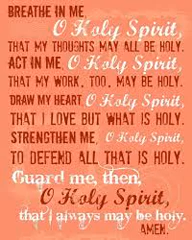 BREATHE IN ME,
O Holy Spirit,
THAT MY THOUGHTS MAY ALL BE HOLY.
ACT IN ME, O Holy Spirit,
THAT MY WORK, TOO, MAY BE HOLY.
DRAW MY HEART, O Holy Spirit,
THAT I LOVE BUT WHAT IS HOLY.
STRENGTHEN ME, O Holy Spirit,
TO DEFEND ALL THAT IS HOLY.
Guard me, then,
O Holy Spirit,
that I always may be holy.
AMEN.